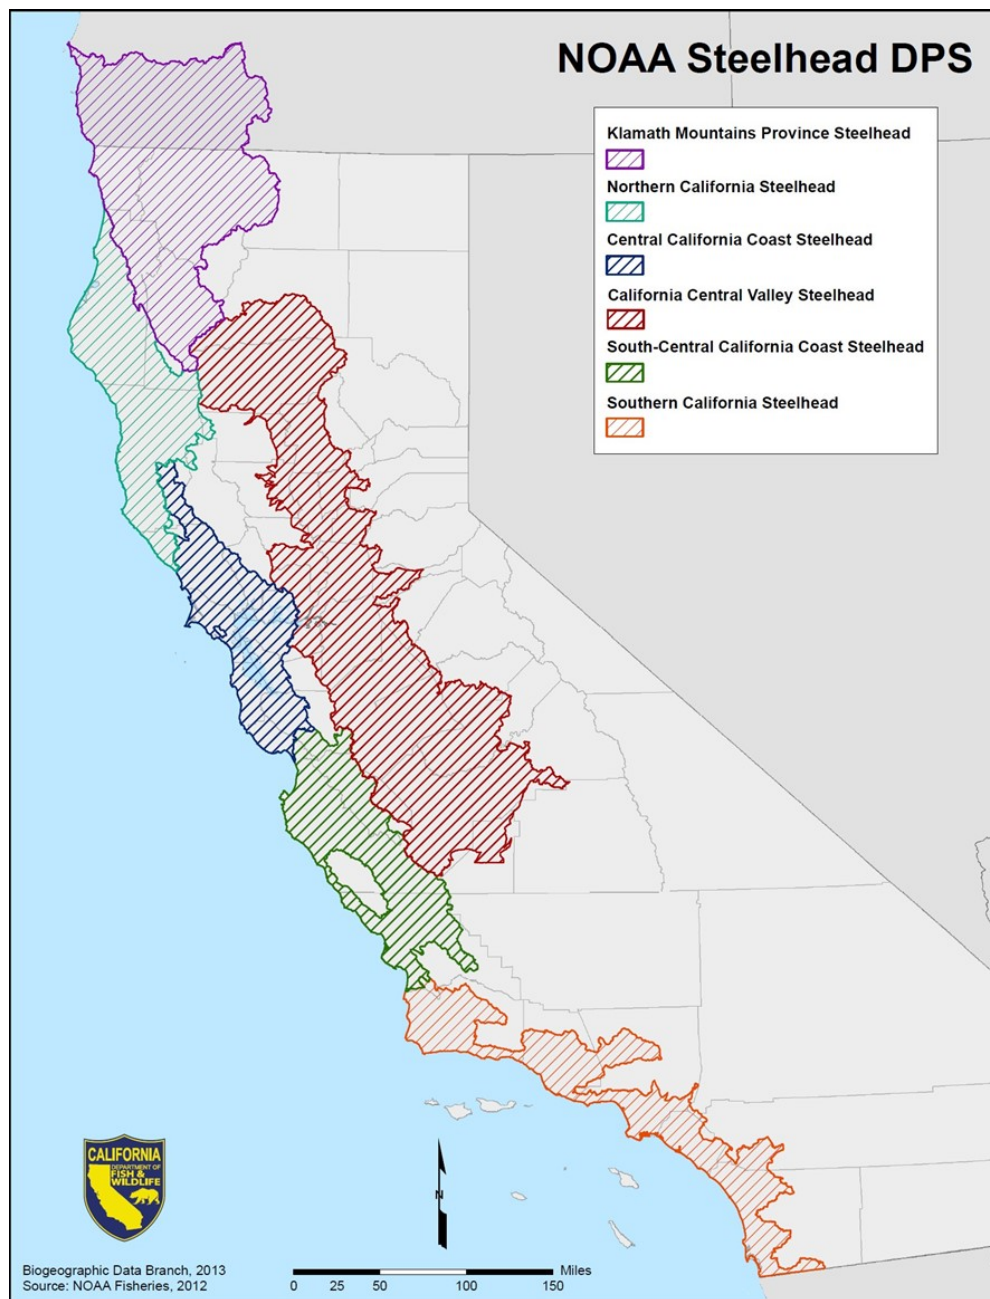 NOAA Steelhead DPS
Klamath Mountains Province Steelhead
Northern California Steelhead
Central California Coast Steelhead
California Central Valley Steelhead
South-Central California Coast Steelhead
Southern California Steelhead
CALIFORNIA
DEPARTMENT OF
FISH &
WILDLIFE
N
Biogeographic Data Branch, 2013
Source: NOAA Fisheries, 2012
Miles
0 25 50 100 150